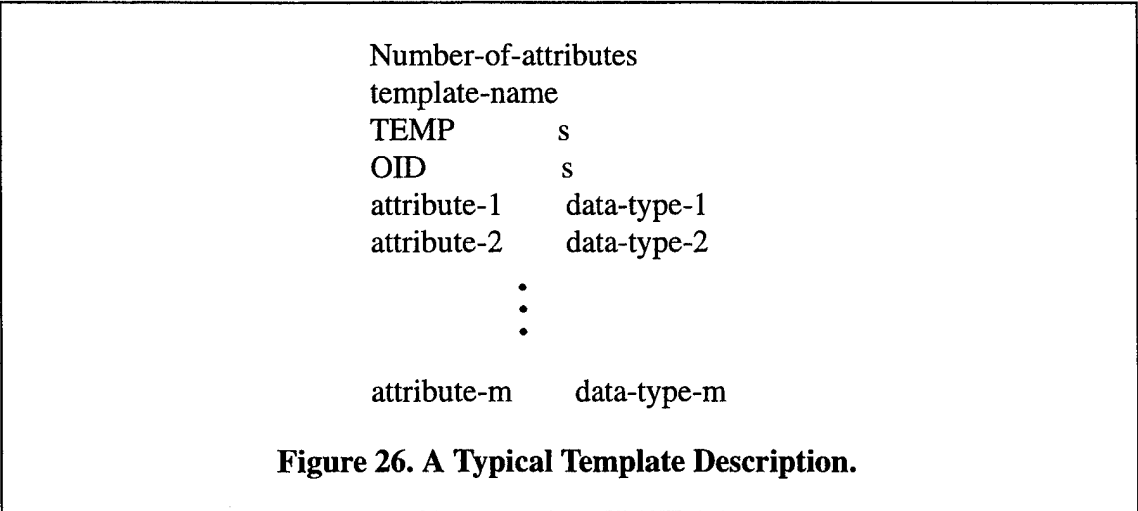 Number-of-attributes
template-name
TEMP s
OID s
attribute-1 data-type-1
attribute-2 data-type-2
attribute-m data-type-m
Figure 26. A Typical Template Description.